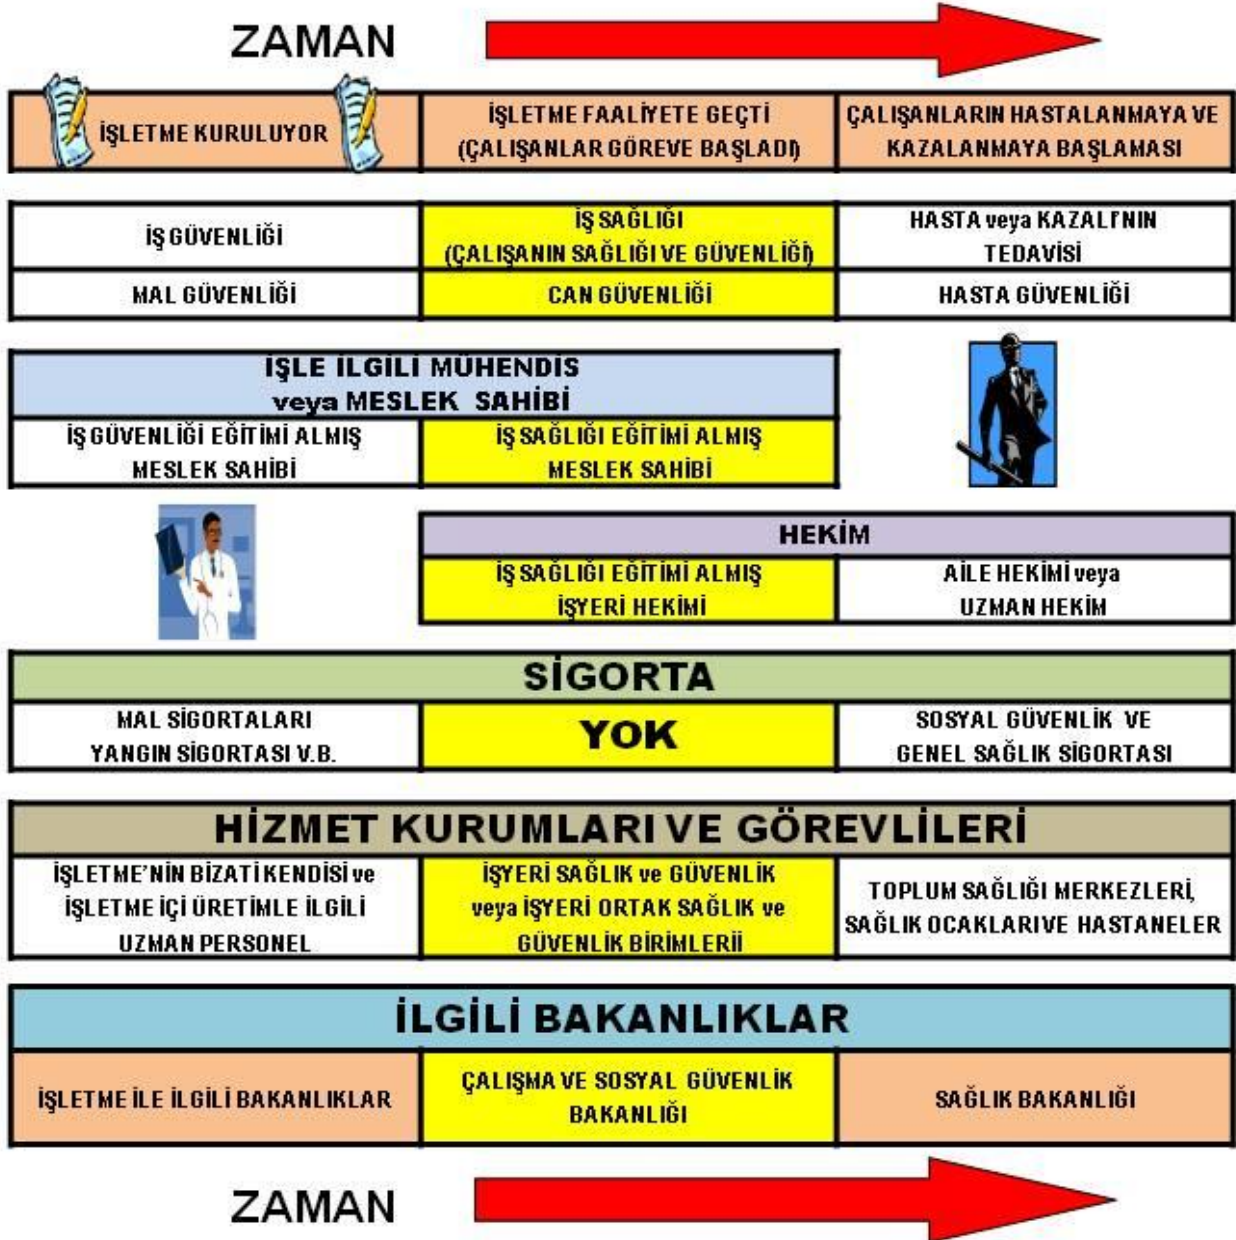 ZAMAN
İŞLETME KURULUYOR
İŞLETME FAALİYETE GEÇTİ
(ÇALIŞANLAR GÖREVE BAŞLADI)
ÇALIŞANLARIN HASTALANMAYA VE
KAZALANMAYA BAŞLAMASI
İŞ GÜVENLİĞİ
İŞ SAĞLIĞI
(ÇALIŞANIN SAĞLIĞI VE GÜVENLİĞİ)
HASTA veya KAZALI'NIN
TEDAVİSİ
MAL GÜVENLİĞİ
CAN GÜVENLİĞİ
HASTA GÜVENLİĞİ
İŞLE İLGİLİ MÜHENDİS
veya MESLEK SAHİBİ
İŞ GÜVENLİĞİ EĞİTİMİ ALMIŞ
MESLEK SAHİBİ
İŞ SAĞLIĞI EĞİTİMİ ALMIŞ
MESLEK SAHİBİ
HEKİM
İŞ SAĞLIĞI EĞİTİMİ ALMIŞ
İŞYERİ HEKİMİ
AİLE HEKİMİ veya
UZMAN HEKİM
SİGORTA
MAL SİGORTALARI
YANGIN SİGORTASI V.B.
YOK
SOSYAL GÜVENLİK VE
GENEL SAĞLIK SİGORTASI
HİZMET KURUMLARI VE GÖREVLİLERİ
İŞLETME'NİN BİZATİ KENDİSİ ve
İŞLETME İÇİ ÜRETİMLE İLGİLİ
UZMAN PERSONEL
İŞYERİ SAĞLIK ve GÜVENLİK
veya İŞYERİ ORTAK SAĞLIK ve
GÜVENLİK BİRİMLERİİ
TOPLUM SAĞLIĞI MERKEZLERİ,
SAĞLIK OCAKLARI VE HASTANELER
İLGİLİ BAKANLIKLAR
İŞLETME İLE İLGİLİ BAKANLIKLAR
ÇALIŞMA VE SOSYAL GÜVENLİK
BAKANLIĞI
SAĞLIK BAKANLIĞI
ZAMAN